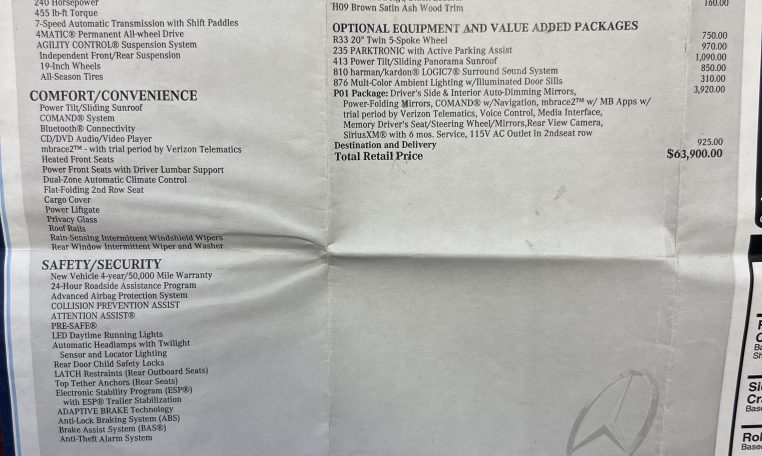 240 Horsepower
455 lb-ft Torque
7-Speed Automatic Transmission with Shift Paddles
4MATIC® Permanent All-wheel Drive
AGILITY CONTROL® Suspension System
Independent Front/Rear Suspension
19-Inch Wheels
All-Season Tires
COMFORT/CONVENIENCE
Power Tilt/Sliding Sunroof
COMAND® System
Bluetooth® Connectivity
CD/DVD Audio/Video Player
mbrace2™ - with trial period by Verizon Telematics
Heated Front Seats
Power Front Seats with Driver Lumbar Support
Dual-Zone Automatic Climate Control
Flat-Folding 2nd Row Seat
Cargo Cover
Power Liftgate
Privacy Glass
Roof Rails
Rain-Sensing Intermittent Windshield Wipers
Rear Window Intermittent Wiper and Washer
SAFETY/SECURITY
New Vehicle 4-year/50,000 Mile Warranty
24-Hour Roadside Assistance Program
Advanced Airbag Protection System
COLLISION PREVENTION ASSIST
ATTENTION ASSIST®
PRE-SAFE®
LED Daytime Running Lights
Automatic Headlamps with Twilight
Sensor and Locator Lighting
Rear Door Child Safety Locks
LATCH Restraints (Rear Outboard Seats)
Top Tether Anchors (Rear Seats)
Electronic Stability Program (ESP®)
with ESP® Trailer Stabilization
ADAPTIVE BRAKE Technology
Anti-Lock Braking System (ABS)
Brake Assist System (BAS®)
Anti-Theft Alarm System
H09 Brown Satin Ash Wood Trim 160.00
OPTIONAL EQUIPMENT AND VALUE ADDED PACKAGES
R33 20" Twin 5-Spoke Wheel 750.00
235 PARKTRONIC with Active Parking Assist 970.00
413 Power Tilt/Sliding Panorama Sunroof 1,090.00
810 harman/kardon® LOGIC7® Surround Sound System 850.00
876 Mult-Color Ambient Lighting w/Illuminated Door Sills 310.00
P01 Package: Driver's Side & Interior Auto-Dimming Mirrors, 3,920.00
Power-Folding Mirrors, COMAND® w/Navigation, mbrace2™ w/ MB Apps w/
trial period by Verizon Telematics, Voice Control, Media Interface,
Memory Driver's Seat/Steering Wheel/Mirrors,Rear View Camera,
SiriusXM® with 6 mos. Service, 115V AC Outlet in 2ndseat row
Destination and Delivery 925.00
Total Retail Price $63,900.00
Ba
Sh
Si
Cr
Base
Rol
Base